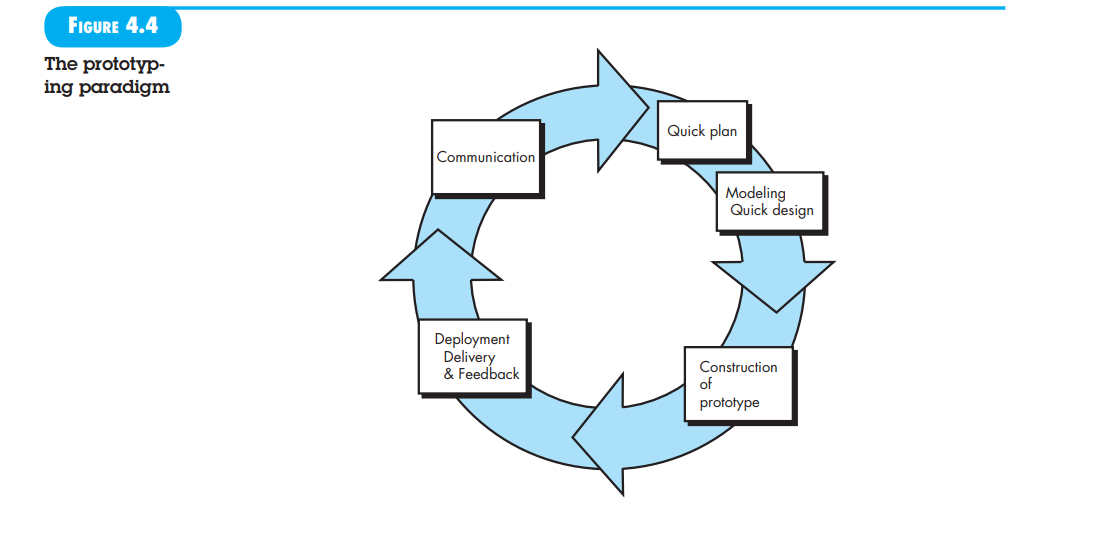 FIGURE 4.4
The prototyp-
ing paradigm
Quick plan
Communication
Modeling
Quick design
Deployment
Delivery
& Feedback
Construction
of
prototype